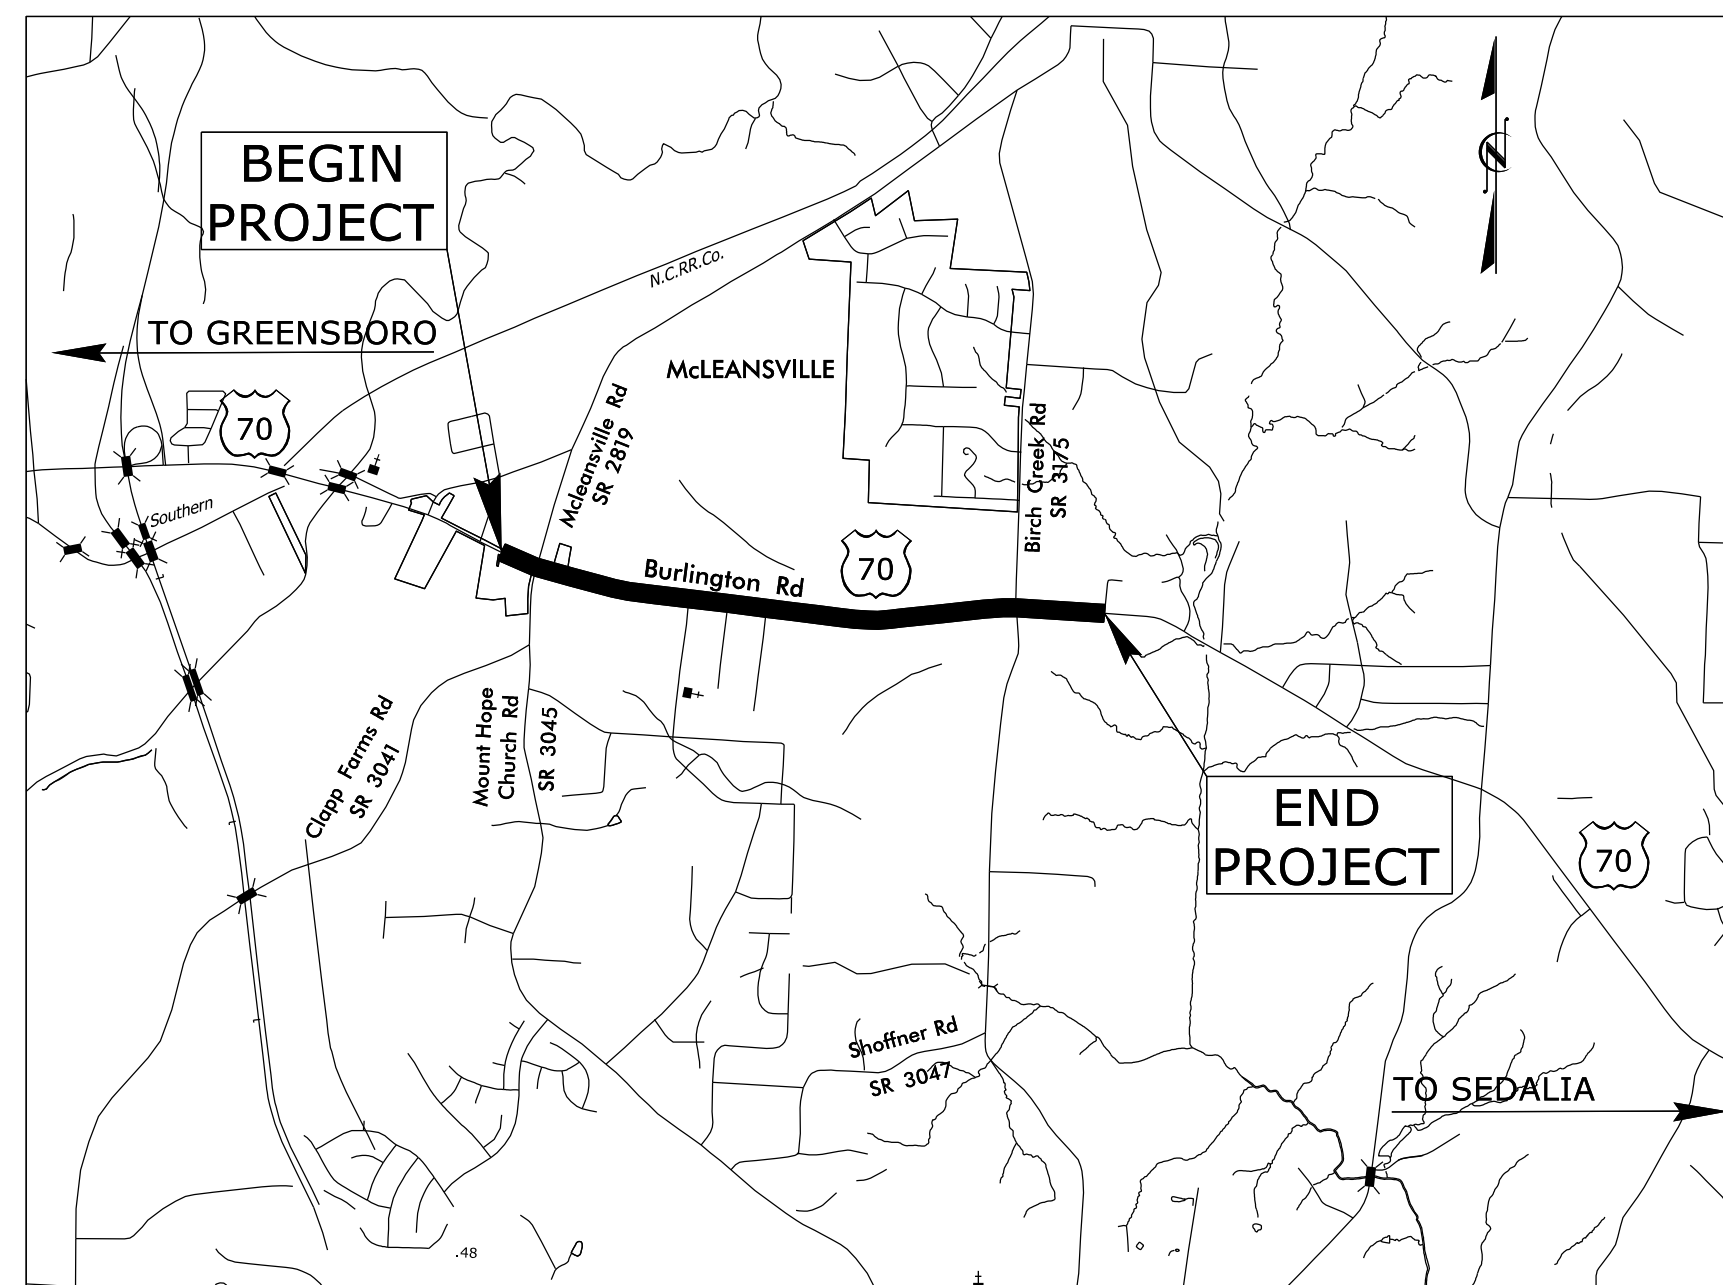 BEGIN
PROJECT
N.C.RR.Co.
TO GREENSBORO
McLEANSVILLE
70
Mcleansville Rd
SR 2819
Birch Creek Rd
SR 3175
Southern
70
Burlington Rd
Clapp Farms Rd
SR 3041
Mount Hope
Church Rd
SR 3045
END
PROJECT
70
Shoffner Rd
SR 3047
TO SEDALIA
.48
N